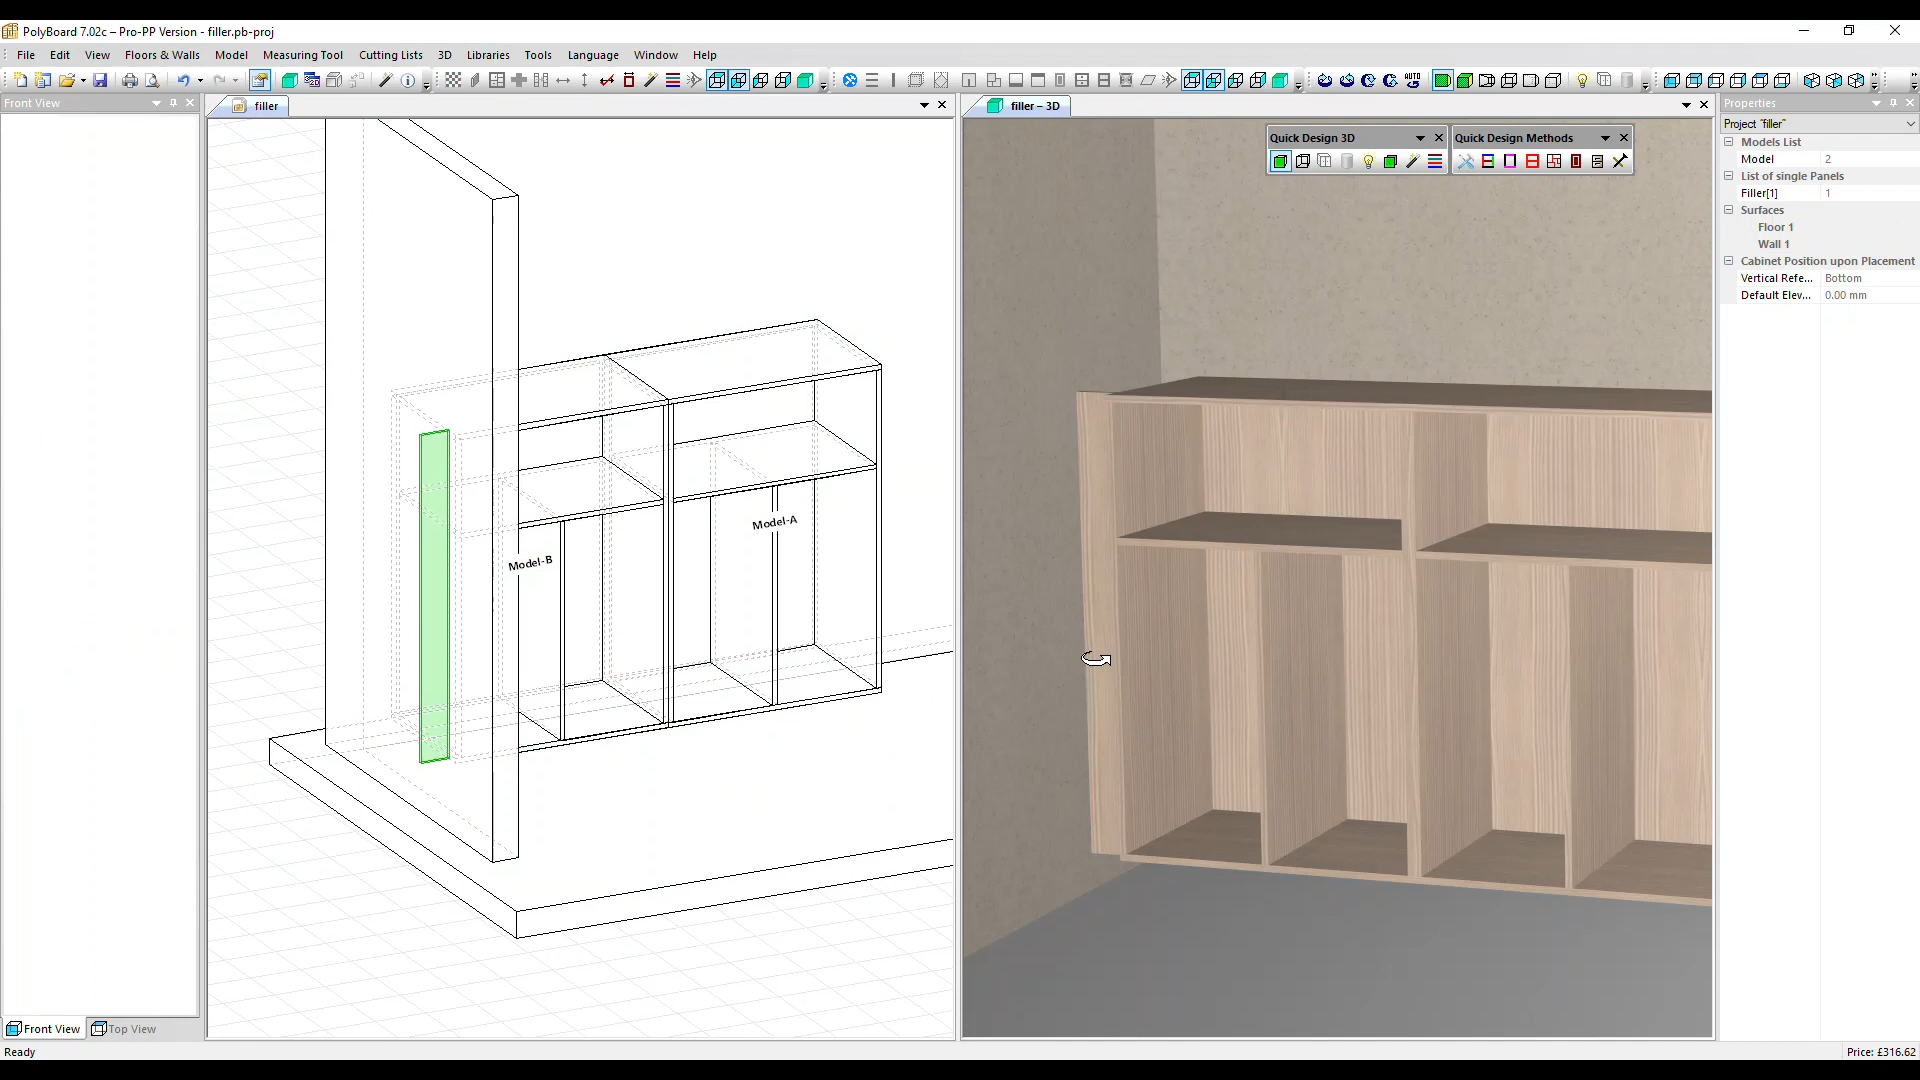 PolyBoard 7.02c – Pro-PP Version - filler.pb-proj
File Edit View Floors & Walls Model Measuring Tool Cutting Lists 3D Libraries Tools Language Window Help
AUTO
Front View
filler
filler – 3D
Properties
Quick Design 3D
Quick Design Methods
Project "filler"
Models List
Model 2
List of single Panels
Filler[1] 1
Surfaces
Floor 1
Wall 1
Cabinet Position upon Placement
Vertical Refe... Bottom
Default Elev... 0.00 mm
Model-A
Model-B
Front View Top View
Ready
Price: £316.62